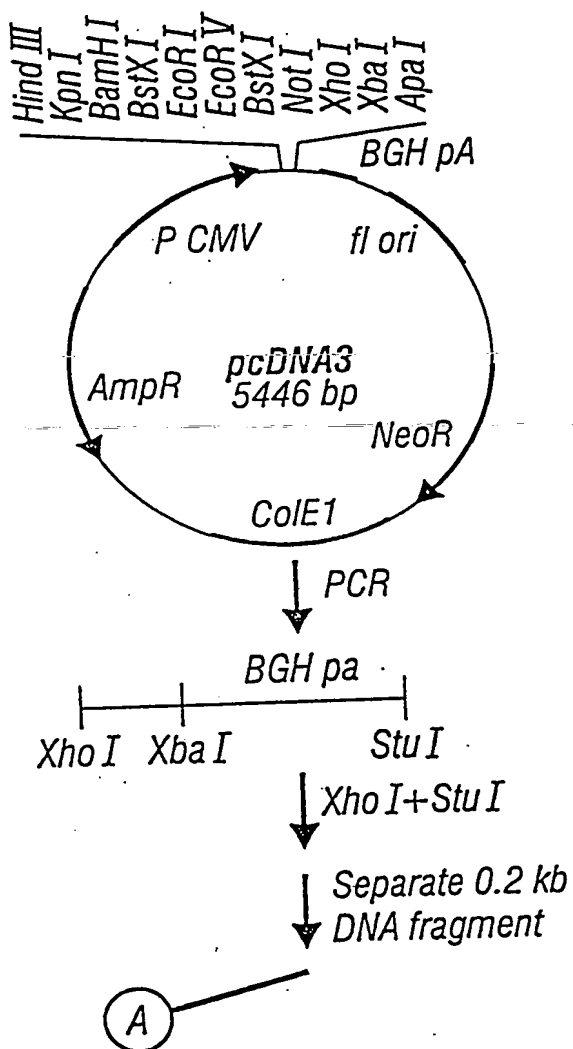 Hind III
Kpn I
BamH I
BstX I
EcoR I
EcoR V
BstX I
Not I
Xho I
Xba I
Apa I
BGH pA
P CMV
fl ori
AmpR
pcDNA3
5446 bp
NeoR
ColE1
PCR
BGH pa
Xho I
Xba I
Stu I
Xho I+Stu I
Separate 0.2 kb
DNA fragment
A